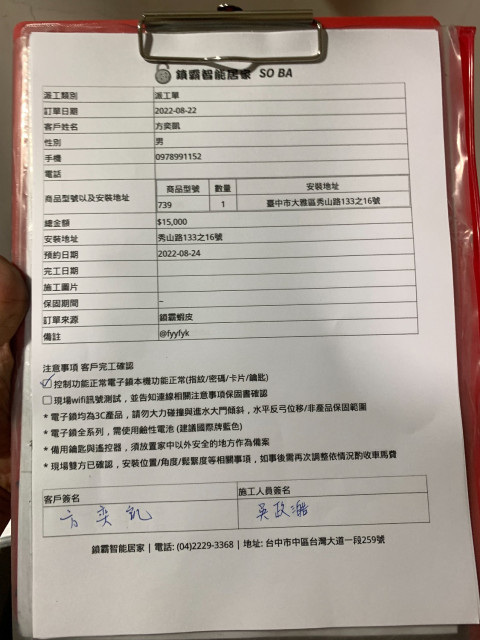 鎖霸智能居家 SO BA
派工類別 派工單
訂單日期 2022-08-22
客戶姓名 方奕凱
性別 男
手機 0978991152
電話
商品型號以及安裝地址
商品型號 數量 安裝地址
739 1 臺中市大雅區秀山路133之16號
總金額 $15,000
安裝地址 秀山路133之16號
預約日期 2022-08-24
完工日期
施工圖片
保固期間 –
訂單來源 鎖霸蝦皮
備註 @fyyfyk
注意事項 客戶完工確認
控制功能正常電子鎖本機功能正常(指紋/密碼/卡片/鑰匙)
現場wifi訊號測試，並告知連線相關注意事項保固書確認
* 電子鎖均為3C產品，請勿大力碰撞與進水大門傾斜，水平反弓位移/非產品保固範圍
* 電子鎖全系列，需使用鹼性電池 (建議國際牌藍色)
* 備用鑰匙與遙控器，須放置家中以外安全的地方作為備案
* 現場雙方已確認，安裝位置/角度/鬆緊度等相關事項，如事後需再次調整依情況酌收車馬費
客戶簽名 施工人員簽名
方奕凱 吳政
鎖霸智能居家 | 電話: (04)2229-3368 | 地址: 台中市中區台灣大道一段259號